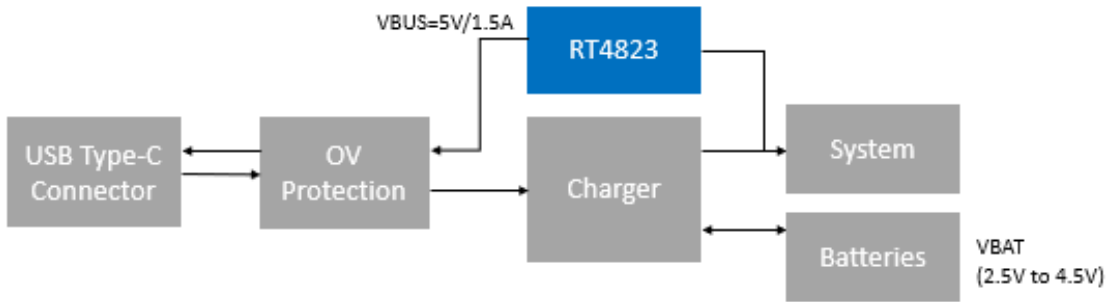 VBUS=5V/1.5A
RT4823
USB Type-C
Connector
OV
Protection
Charger
System
Batteries
VBAT
(2.5V to 4.5V)